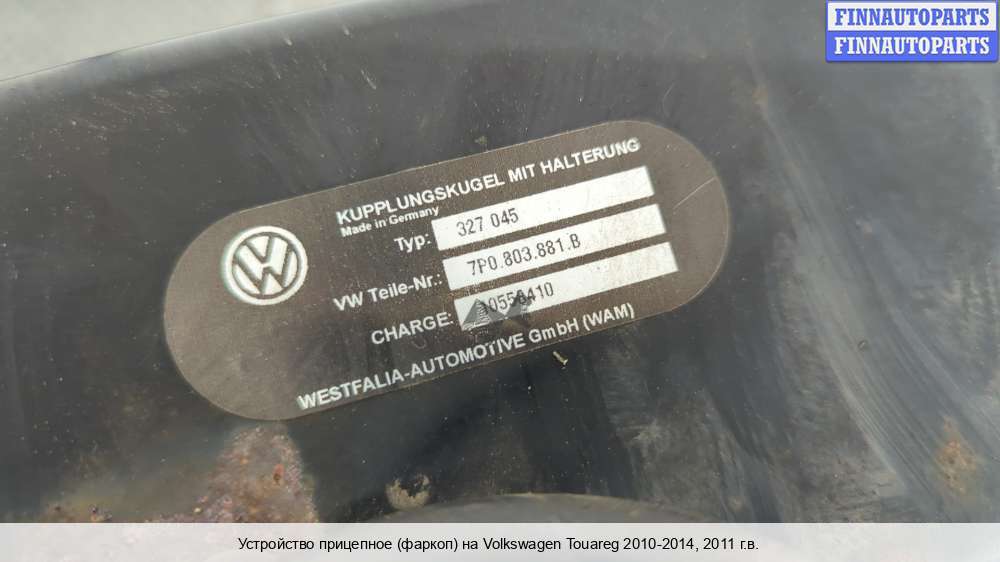 FINNAUTOPARTS
FINNAUTOPARTS
KUPPLUNGSKUGEL MIT HALTERUNG
Made in Germany
Typ: 327 045
VW Teile-Nr.: 7P0.803.881.B
CHARGE:
WESTFALIA-AUTOMOTIVE GmbH (WAM)
Устройство прицепное (фаркоп) на Volkswagen Touareg 2010-2014, 2011 г.в.